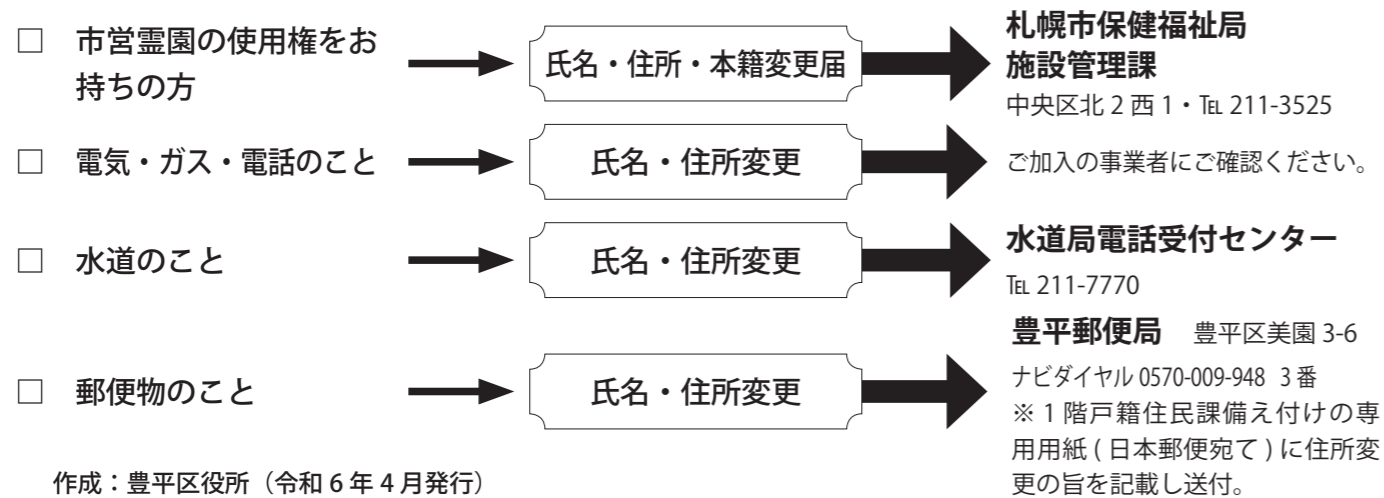 □ 市営霊園の使用権をお
持ちの方
氏名・住所・本籍変更届
札幌市保健福祉局
施設管理課
中央区北2西1・℡ 211-3525
□ 電気・ガス・電話のこと
氏名・住所変更
ご加入の事業者にご確認ください。
□ 水道のこと
氏名・住所変更
水道局電話受付センター
℡ 211-7770
□ 郵便物のこと
氏名・住所変更
豊平郵便局 豊平区美園 3-6
ナビダイヤル 0570-009-948 3番
※1階戸籍住民課備え付けの専
用用紙(日本郵便宛て)に住所変
更の旨を記載し送付。
作成：豊平区役所（令和6年4月発行）